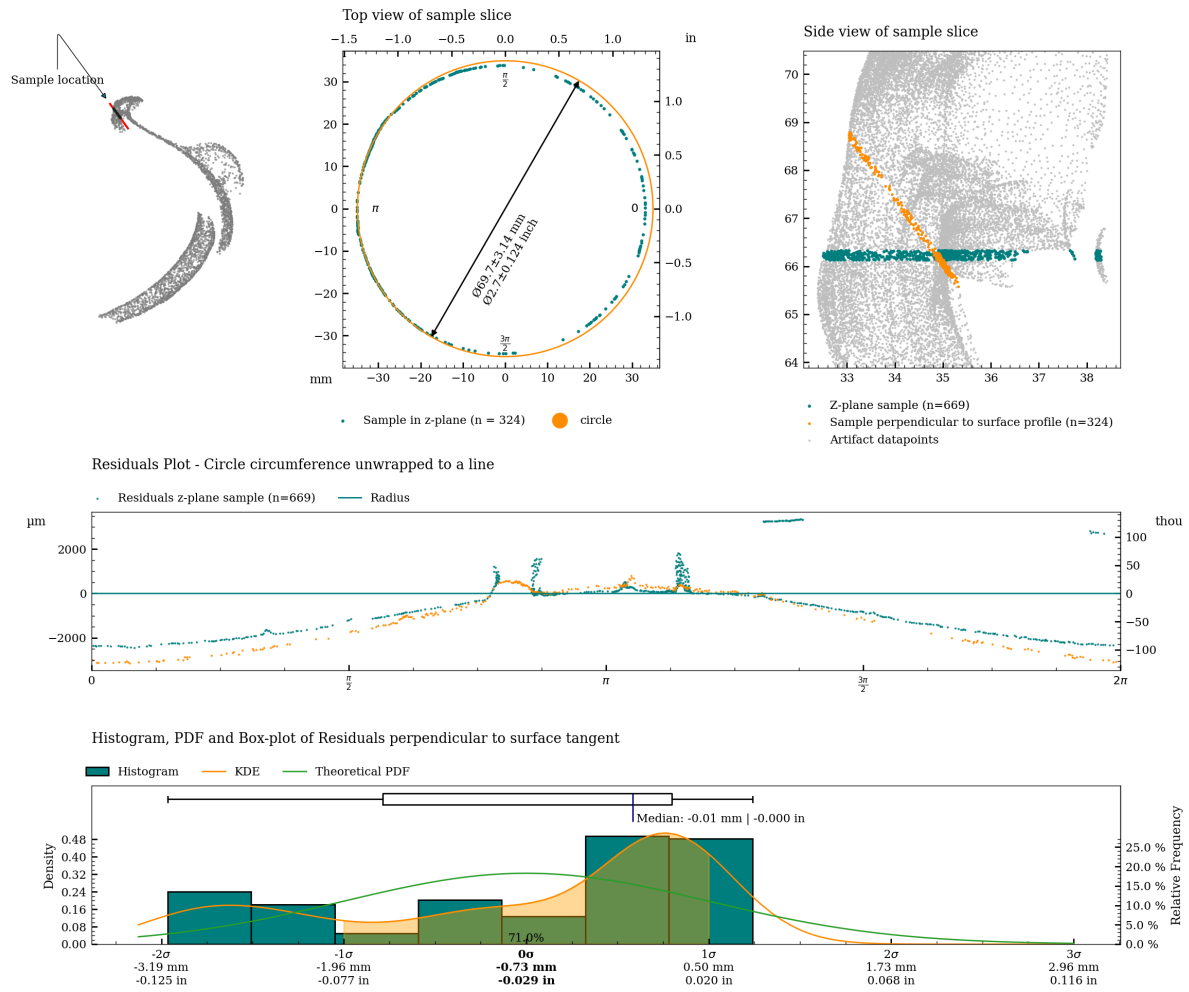 Top view of sample slice
−1.5 −1.0 −0.5 0.0 0.5 1.0 in
Side view of sample slice
Sample location
30
20
10
0
−10
−20
−30
π/2
π
0
3π/2
Ø69.7±3.14 mm
Ø2.7±0.124 inch
1.0
0.5
0.0
−0.5
−1.0
mm
−30 −20 −10 0 10 20 30
Sample in z-plane (n = 324) circle
70
69
68
67
66
65
64
33 34 35 36 37 38
Z-plane sample (n=669)
Sample perpendicular to surface profile (n=324)
Artifact datapoints
Residuals Plot - Circle circumference unwrapped to a line
Residuals z-plane sample (n=669) Radius
µm
thou
2000
0
−2000
100
50
0
−50
−100
0 π/2 π 3π/2 2π
Histogram, PDF and Box-plot of Residuals perpendicular to surface tangent
Histogram KDE Theoretical PDF
Median: -0.01 mm | -0.000 in
Density
0.48
0.40
0.32
0.24
0.16
0.08
0.00
71.0%
25.0 %
20.0 %
15.0 %
10.0 %
5.0 %
0.0 %
Relative Frequency
-2σ -1σ 0σ 1σ 2σ 3σ
-3.19 mm -1.96 mm -0.73 mm 0.50 mm 1.73 mm 2.96 mm
-0.125 in -0.077 in -0.029 in 0.020 in 0.068 in 0.116 in